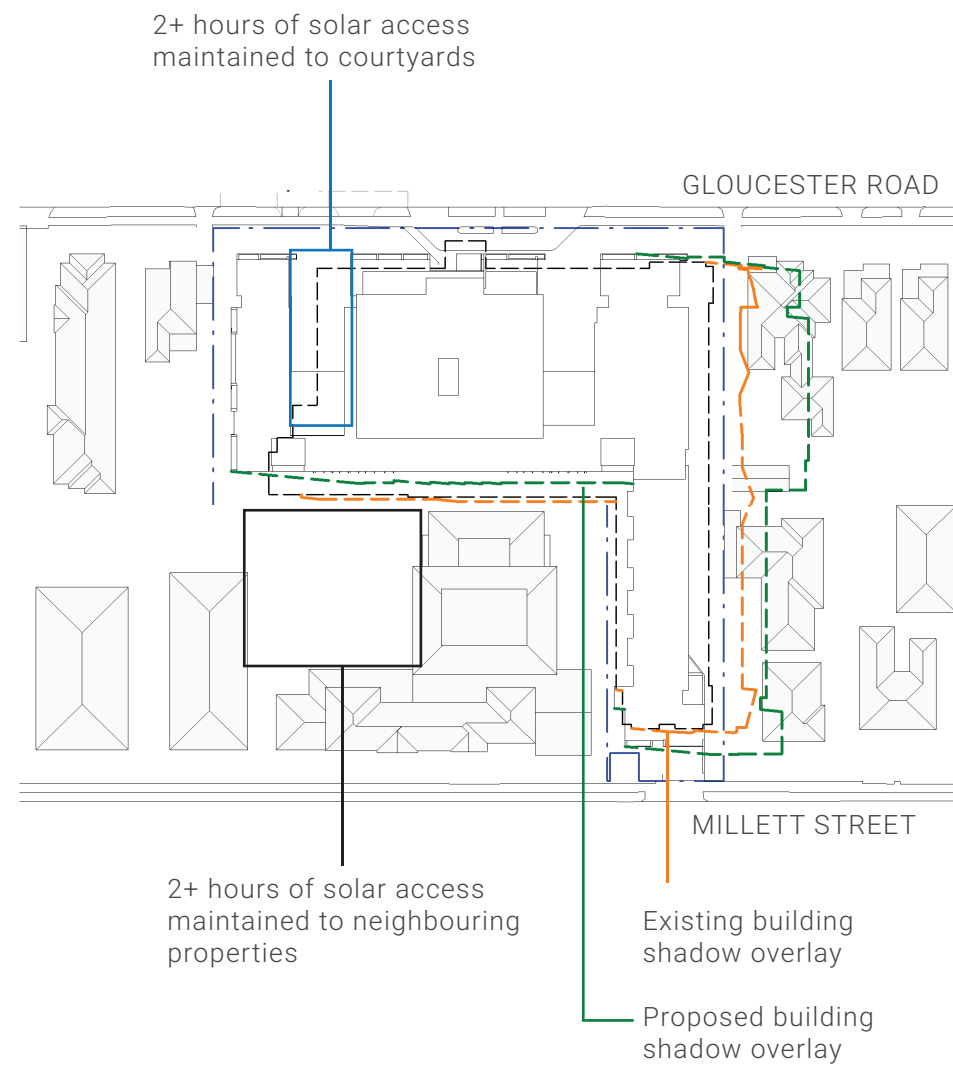 2+ hours of solar access
maintained to courtyards
GLOUCESTER ROAD
MILLETT STREET
2+ hours of solar access
maintained to neighbouring
properties
Existing building
shadow overlay
Proposed building
shadow overlay